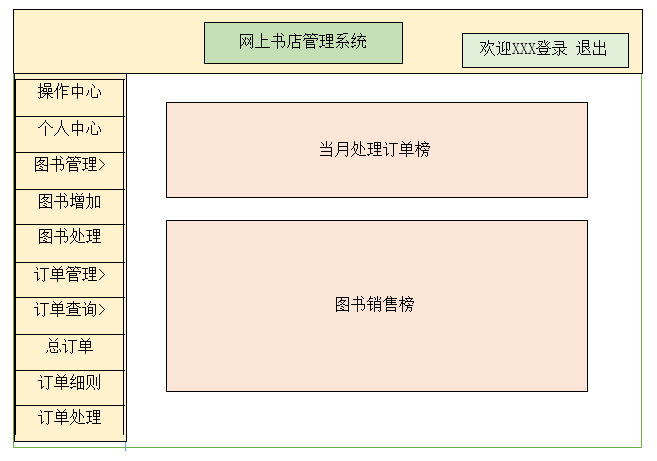 网上书店管理系统
欢迎XXX登录 退出
操作中心
个人中心
图书管理>
图书增加
图书处理
订单管理>
订单查询>
总订单
订单细则
订单处理
当月处理订单榜
图书销售榜